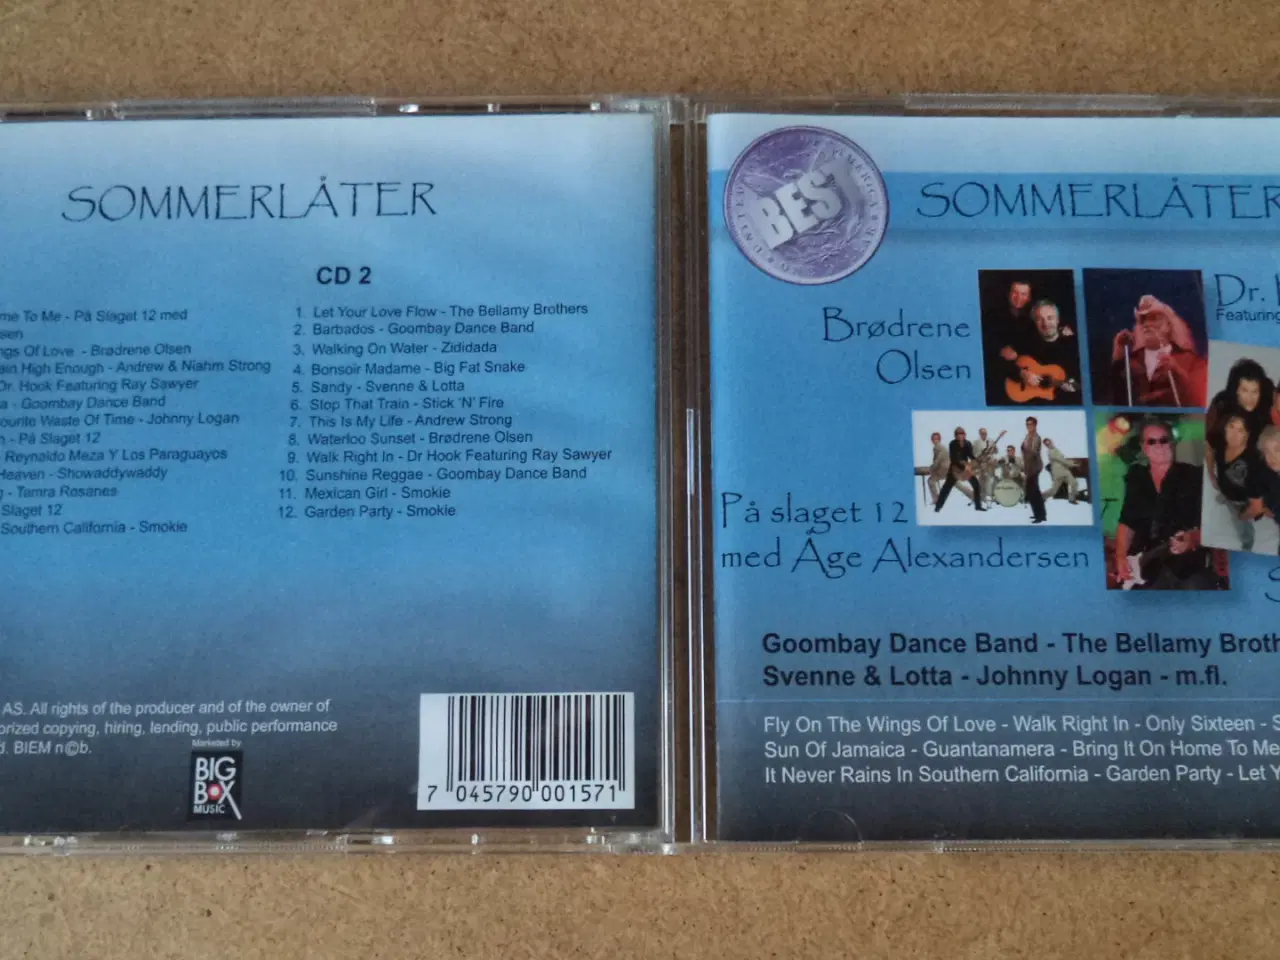 SOMMERLÅTER
me To Me - På Slaget 12 med
sen
ngs Of Love - Brødrene Olsen
ain High Enough - Andrew & Niahm Strong
Dr. Hook Featuring Ray Sawyer
a - Goombay Dance Band
ourite Waste Of Time - Johnny Logan
n - På Slaget 12
Reynaldo Meza Y Los Paraguayos
Heaven - Showaddywaddy
g - Tamra Rosanes
Slaget 12
Southern California - Smokie
CD 2
1. Let Your Love Flow - The Bellamy Brothers
2. Barbados - Goombay Dance Band
3. Walking On Water - Zididada
4. Bonsoir Madame - Big Fat Snake
5. Sandy - Svenne & Lotta
6. Stop That Train - Stick 'N' Fire
7. This Is My Life - Andrew Strong
8. Waterloo Sunset - Brødrene Olsen
9. Walk Right In - Dr Hook Featuring Ray Sawyer
10. Sunshine Reggae - Goombay Dance Band
11. Mexican Girl - Smokie
12. Garden Party - Smokie
AS. All rights of the producer and of the owner of
orized copying, hiring, lending, public performance
d. BIEM n©b.
Marketed by
BIG
BOX
MUSIC
7 045790 001571
BEST
SOMMERLÅTER
Brødrene
Olsen
Dr.
Featuring
På slaget 12
med Åge Alexandersen
S
Goombay Dance Band - The Bellamy Broth
Svenne & Lotta - Johnny Logan - m.fl.
Fly On The Wings Of Love - Walk Right In - Only Sixteen - S
Sun Of Jamaica - Guantanamera - Bring It On Home To Me
It Never Rains In Southern California - Garden Party - Let Y